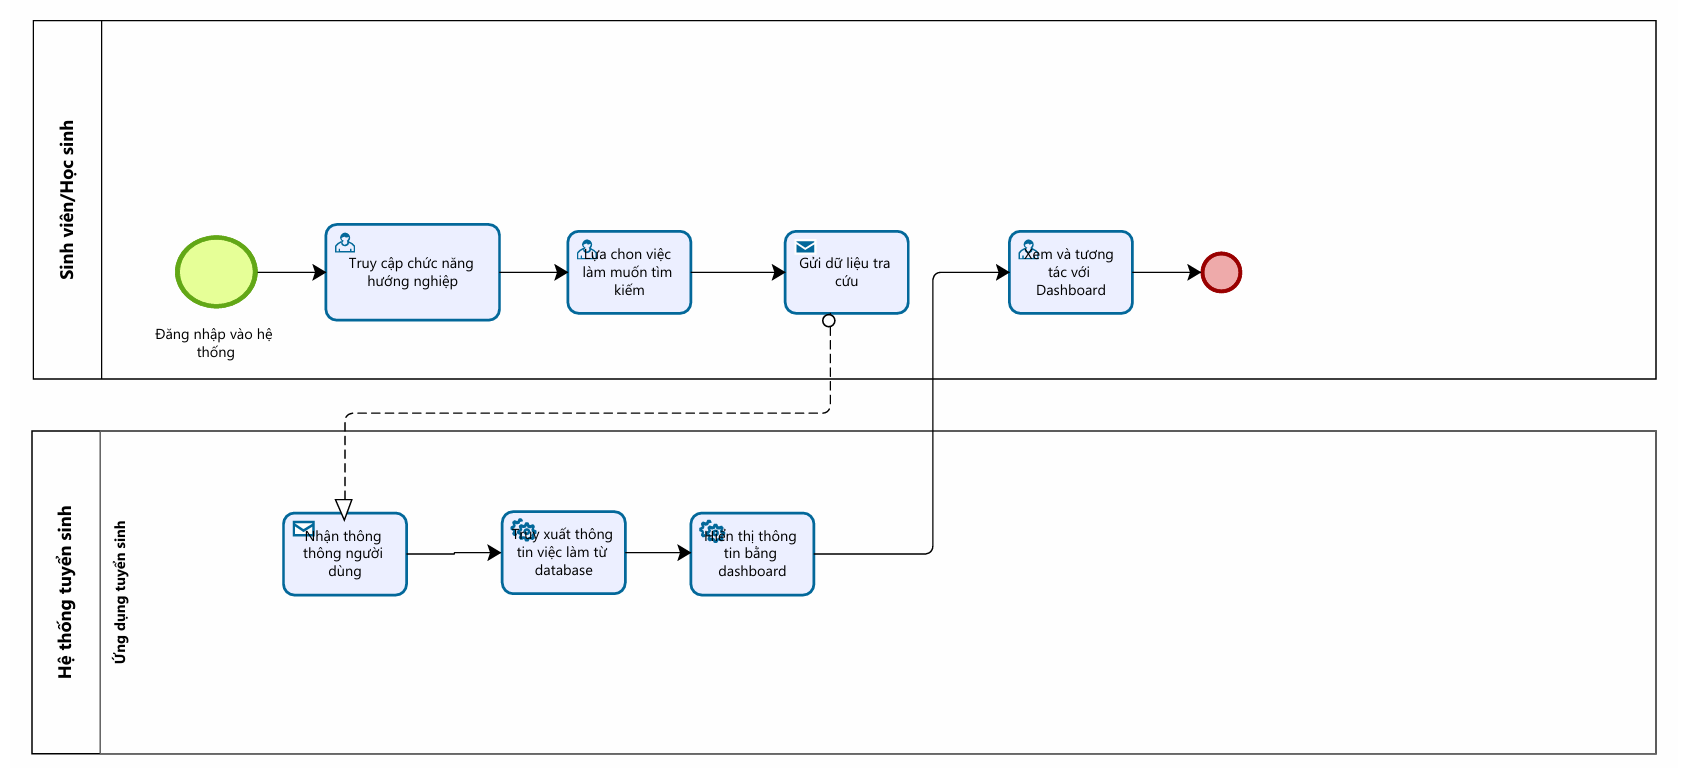 Sinh viên/Học sinh
Đăng nhập vào hệ
thống
Truy cập chức năng
hướng nghiệp
Lựa chon việc
làm muốn tìm
kiếm
Gửi dữ liệu tra
cứu
Xem và tương
tác với
Dashboard
Hệ thống tuyển sinh
Ứng dụng tuyển sinh
Nhận thông
thông người
dùng
Truy xuất thông
tin việc làm từ
database
Hiển thị thông
tin bằng
dashboard